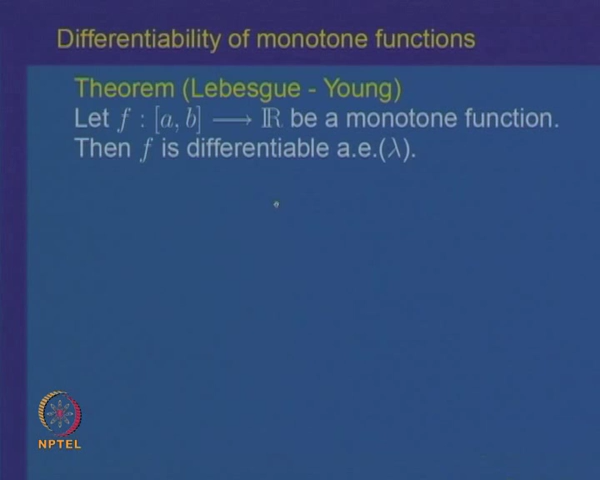 Differentiability of monotone functions
Theorem (Lebesgue - Young)
Let f : [a, b] ⟶ ℝ be a monotone function.
Then f is differentiable a.e.(λ).
NPTEL